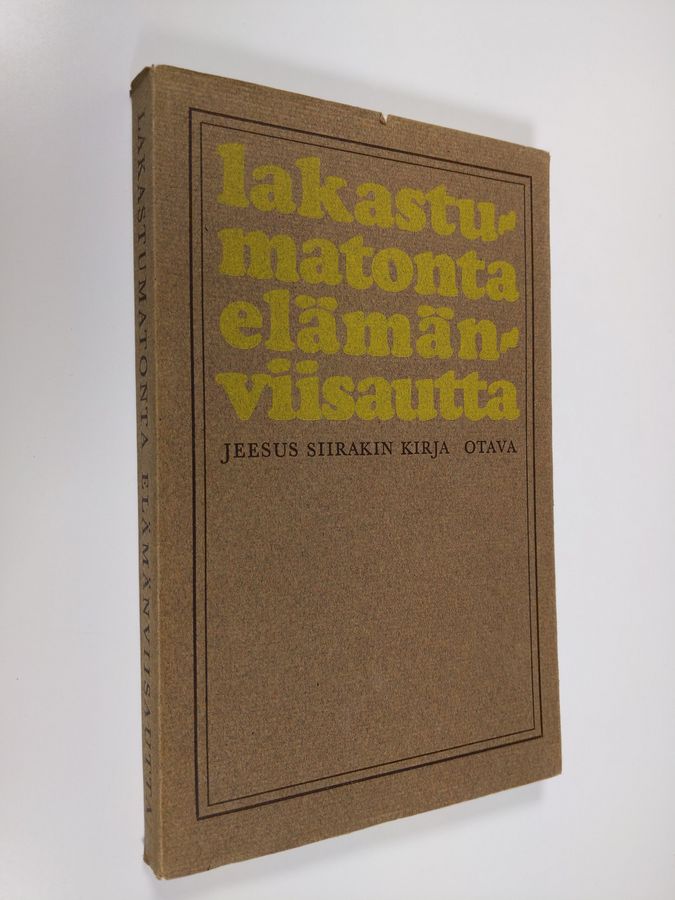 lakastu-
matonta
elämän-
viisautta
JEESUS SIIRAKIN KIRJA OTAVA
LAKASTUMATONTA ELÄMÄNVIISAUTTA